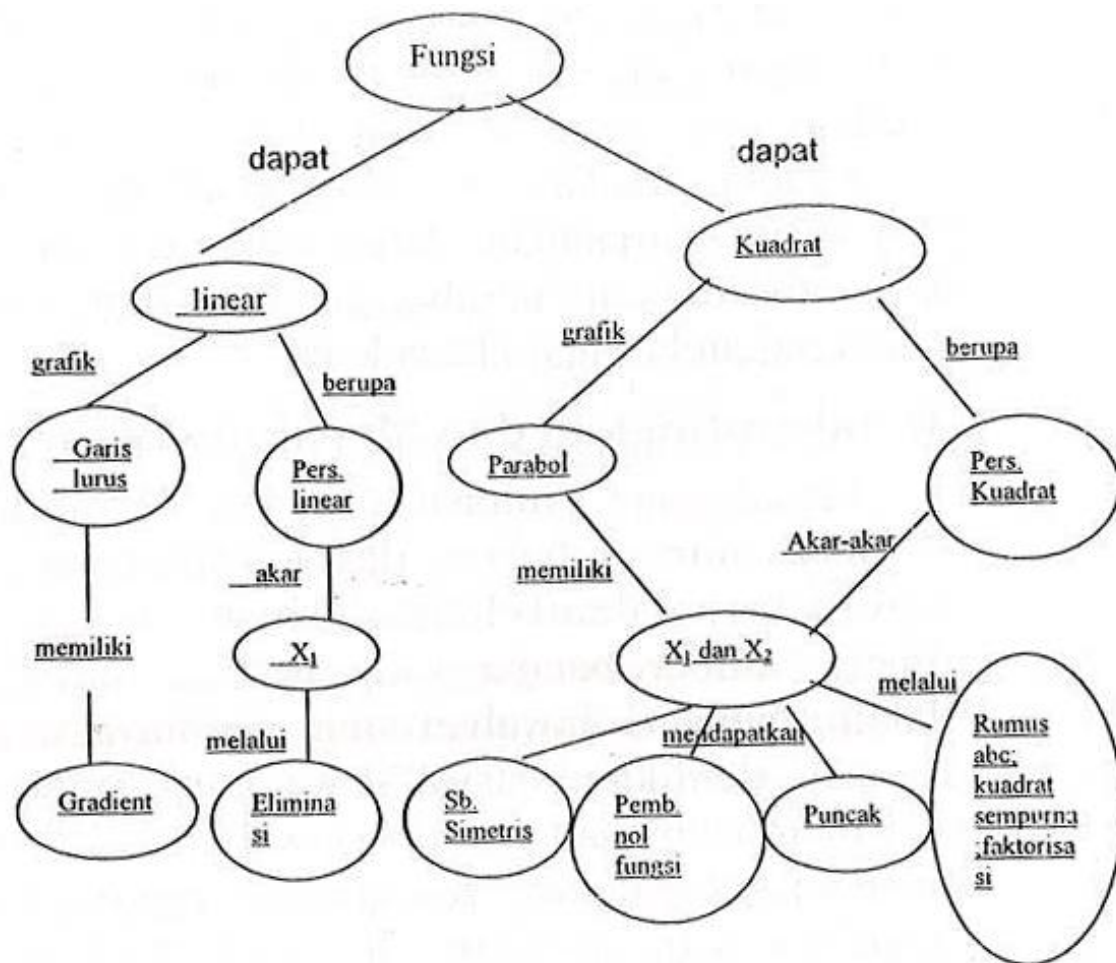 Fungsi
dapat
dapat
Kuadrat
linear
grafik
grafik
berupa
berupa
Garis
lurus
Pers.
linear
Parabol
Pers.
Kuadrat
Akar-akar
akar
memiliki
memiliki
X₁
X₁ dan X₂
melalui
melalui
mendapatkan
Rumus
abc;
kuadrat
sempurna
;faktorisa
si
Gradient
Elimina
si
Sb.
Simetris
Pemb.
nol
fungsi
Puncak